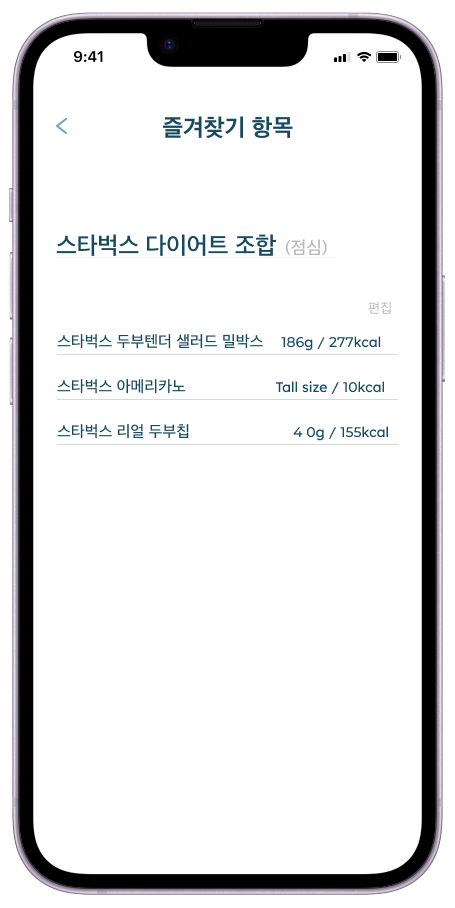 9:41
즐겨찾기 항목
스타벅스 다이어트 조합 (점심)
편집
스타벅스 두부텐더 샐러드 밀박스 186g / 277kcal
스타벅스 아메리카노 Tall size / 10kcal
스타벅스 리얼 두부칩 4 0g / 155kcal